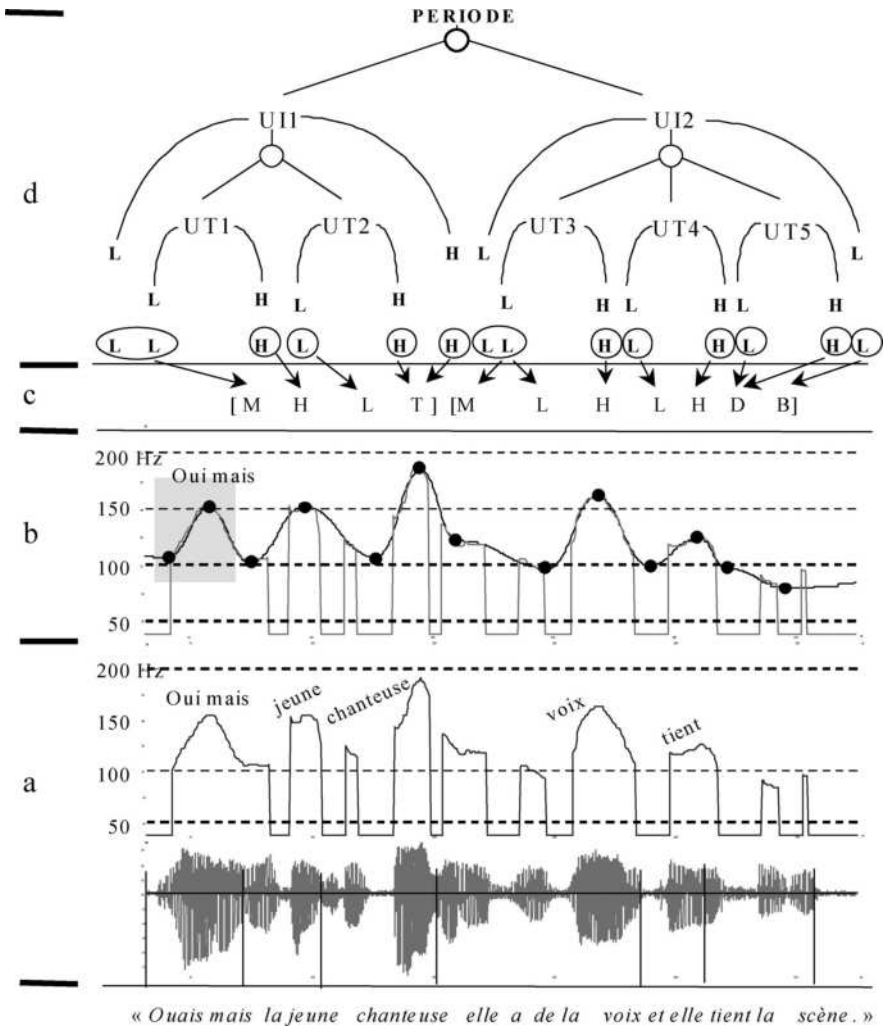 PERIODE
UI1 UI2
d
UT1 UT2 UT3 UT4 UT5
L H L L
L H L H L H L H L H
L L H L H H L L H L H L H L
c
[ M H L T ] [M L H L H D B]
200 Hz
Oui mais
150
b
100
50
200 Hz
Oui mais jeune chanteuse voix tient
150
a
100
50
« Ouais mais la jeune chanteuse elle a de la voix et elle tient la scène. »